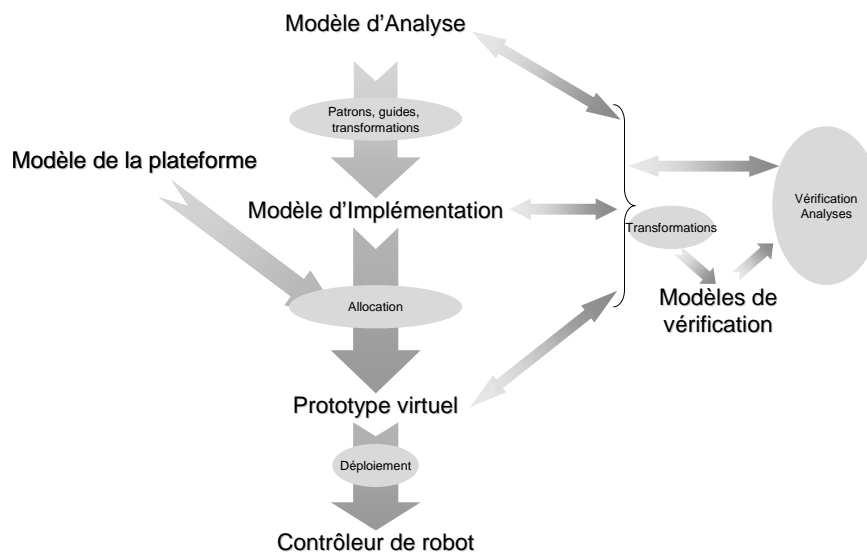 Modèle d'Analyse
Patrons, guides,
transformations
Modèle de la plateforme
Modèle d'Implémentation
Transformations
Vérification
Analyses
Modèles de
vérification
Allocation
Prototype virtuel
Déploiement
Contrôleur de robot